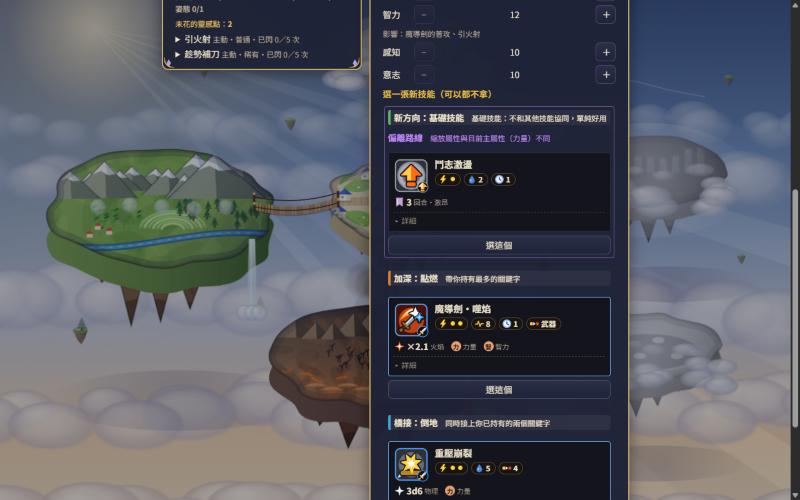 姿態 0/1
未花的靈感點：2
▶ 引火射 主動・普通・已閃 0／5 次
▶ 趁勢補刀 主動・稀有・已閃 0／5 次
智力 − 12 +
影響：魔導劍的普攻、引火射
感知 − 10 +
意志 − 10 +
選一張新技能（可以都不拿）
新方向：基礎技能 基礎技能：不和其他技能協同，單純好用
偏離路線 縮放屬性與目前主屬性（力量）不同
鬥志激盪
2 1
3 回合・激昂
詳細
選這個
加深：點燃 帶你持有最多的關鍵字
魔導劍・噬焰
8 1 武器
×2.1 火焰 力 力量 智 智力
詳細
選這個
橋接：倒地 同時接上你已持有的兩個關鍵字
重壓崩裂
5 4
3d6 物理 力 力量